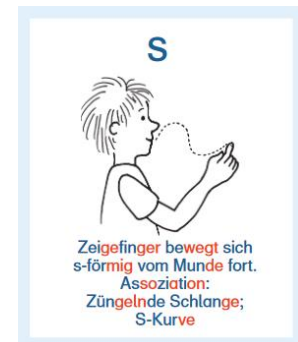 S
Zeigefinger bewegt sich
s-förmig vom Munde fort.
Assoziation:
Züngelnde Schlange;
S-Kurve